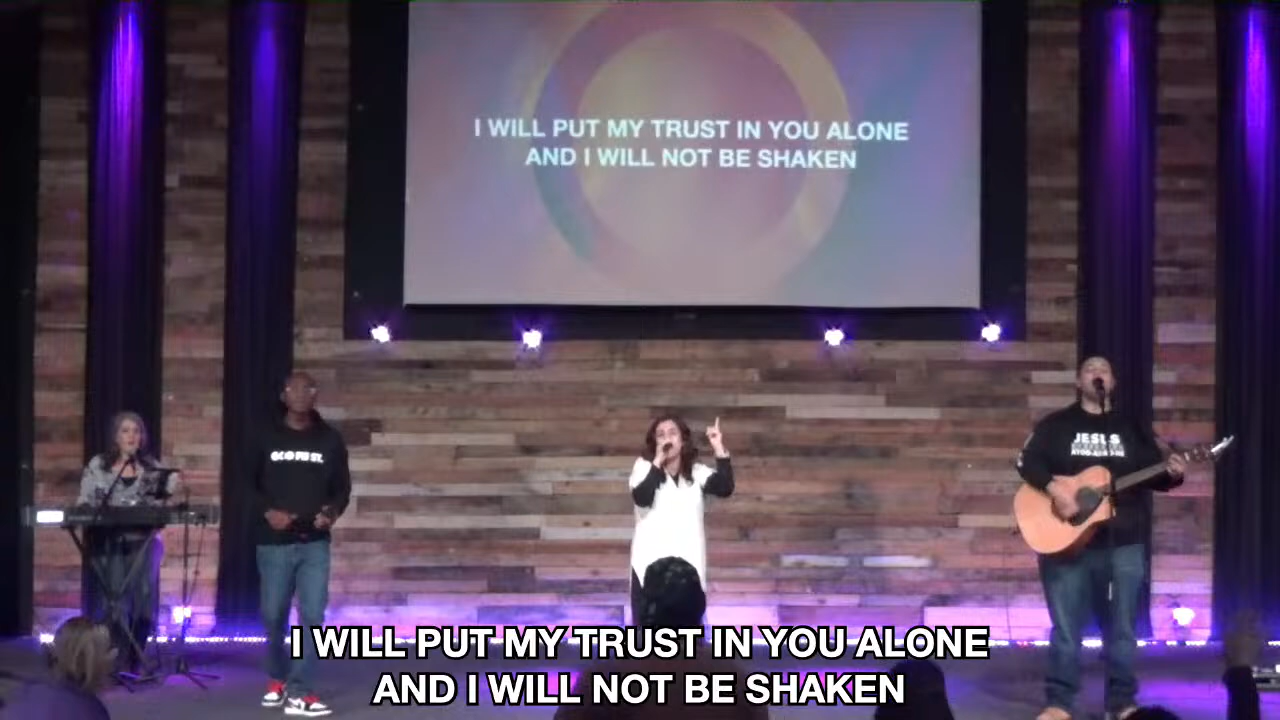 I WILL PUT MY TRUST IN YOU ALONE
AND I WILL NOT BE SHAKEN
JESUS
I WILL PUT MY TRUST IN YOU ALONE
AND I WILL NOT BE SHAKEN